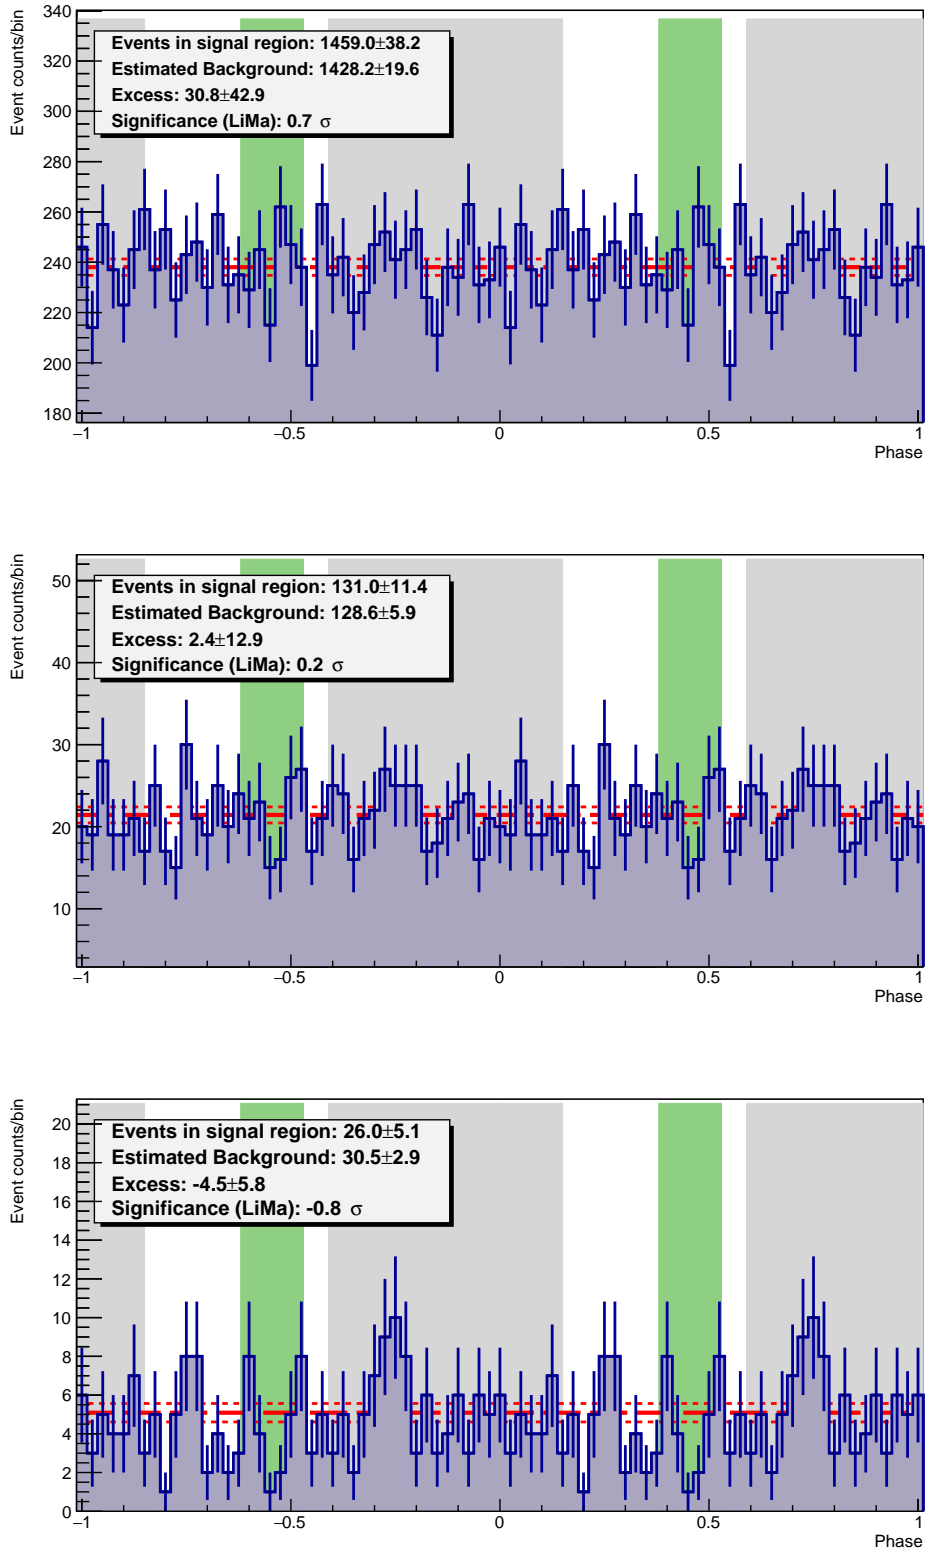 Event counts/bin
340
320
300
280
260
240
220
200
180
Events in signal region: 1459.0±38.2
Estimated Background: 1428.2±19.6
Excess: 30.8±42.9
Significance (LiMa): 0.7 σ
−1 −0.5 0 0.5 1
Phase
Event counts/bin
50
40
30
20
10
Events in signal region: 131.0±11.4
Estimated Background: 128.6±5.9
Excess: 2.4±12.9
Significance (LiMa): 0.2 σ
−1 −0.5 0 0.5 1
Phase
Event counts/bin
20
18
16
14
12
10
8
6
4
2
0
Events in signal region: 26.0±5.1
Estimated Background: 30.5±2.9
Excess: -4.5±5.8
Significance (LiMa): -0.8 σ
−1 −0.5 0 0.5 1
Phase